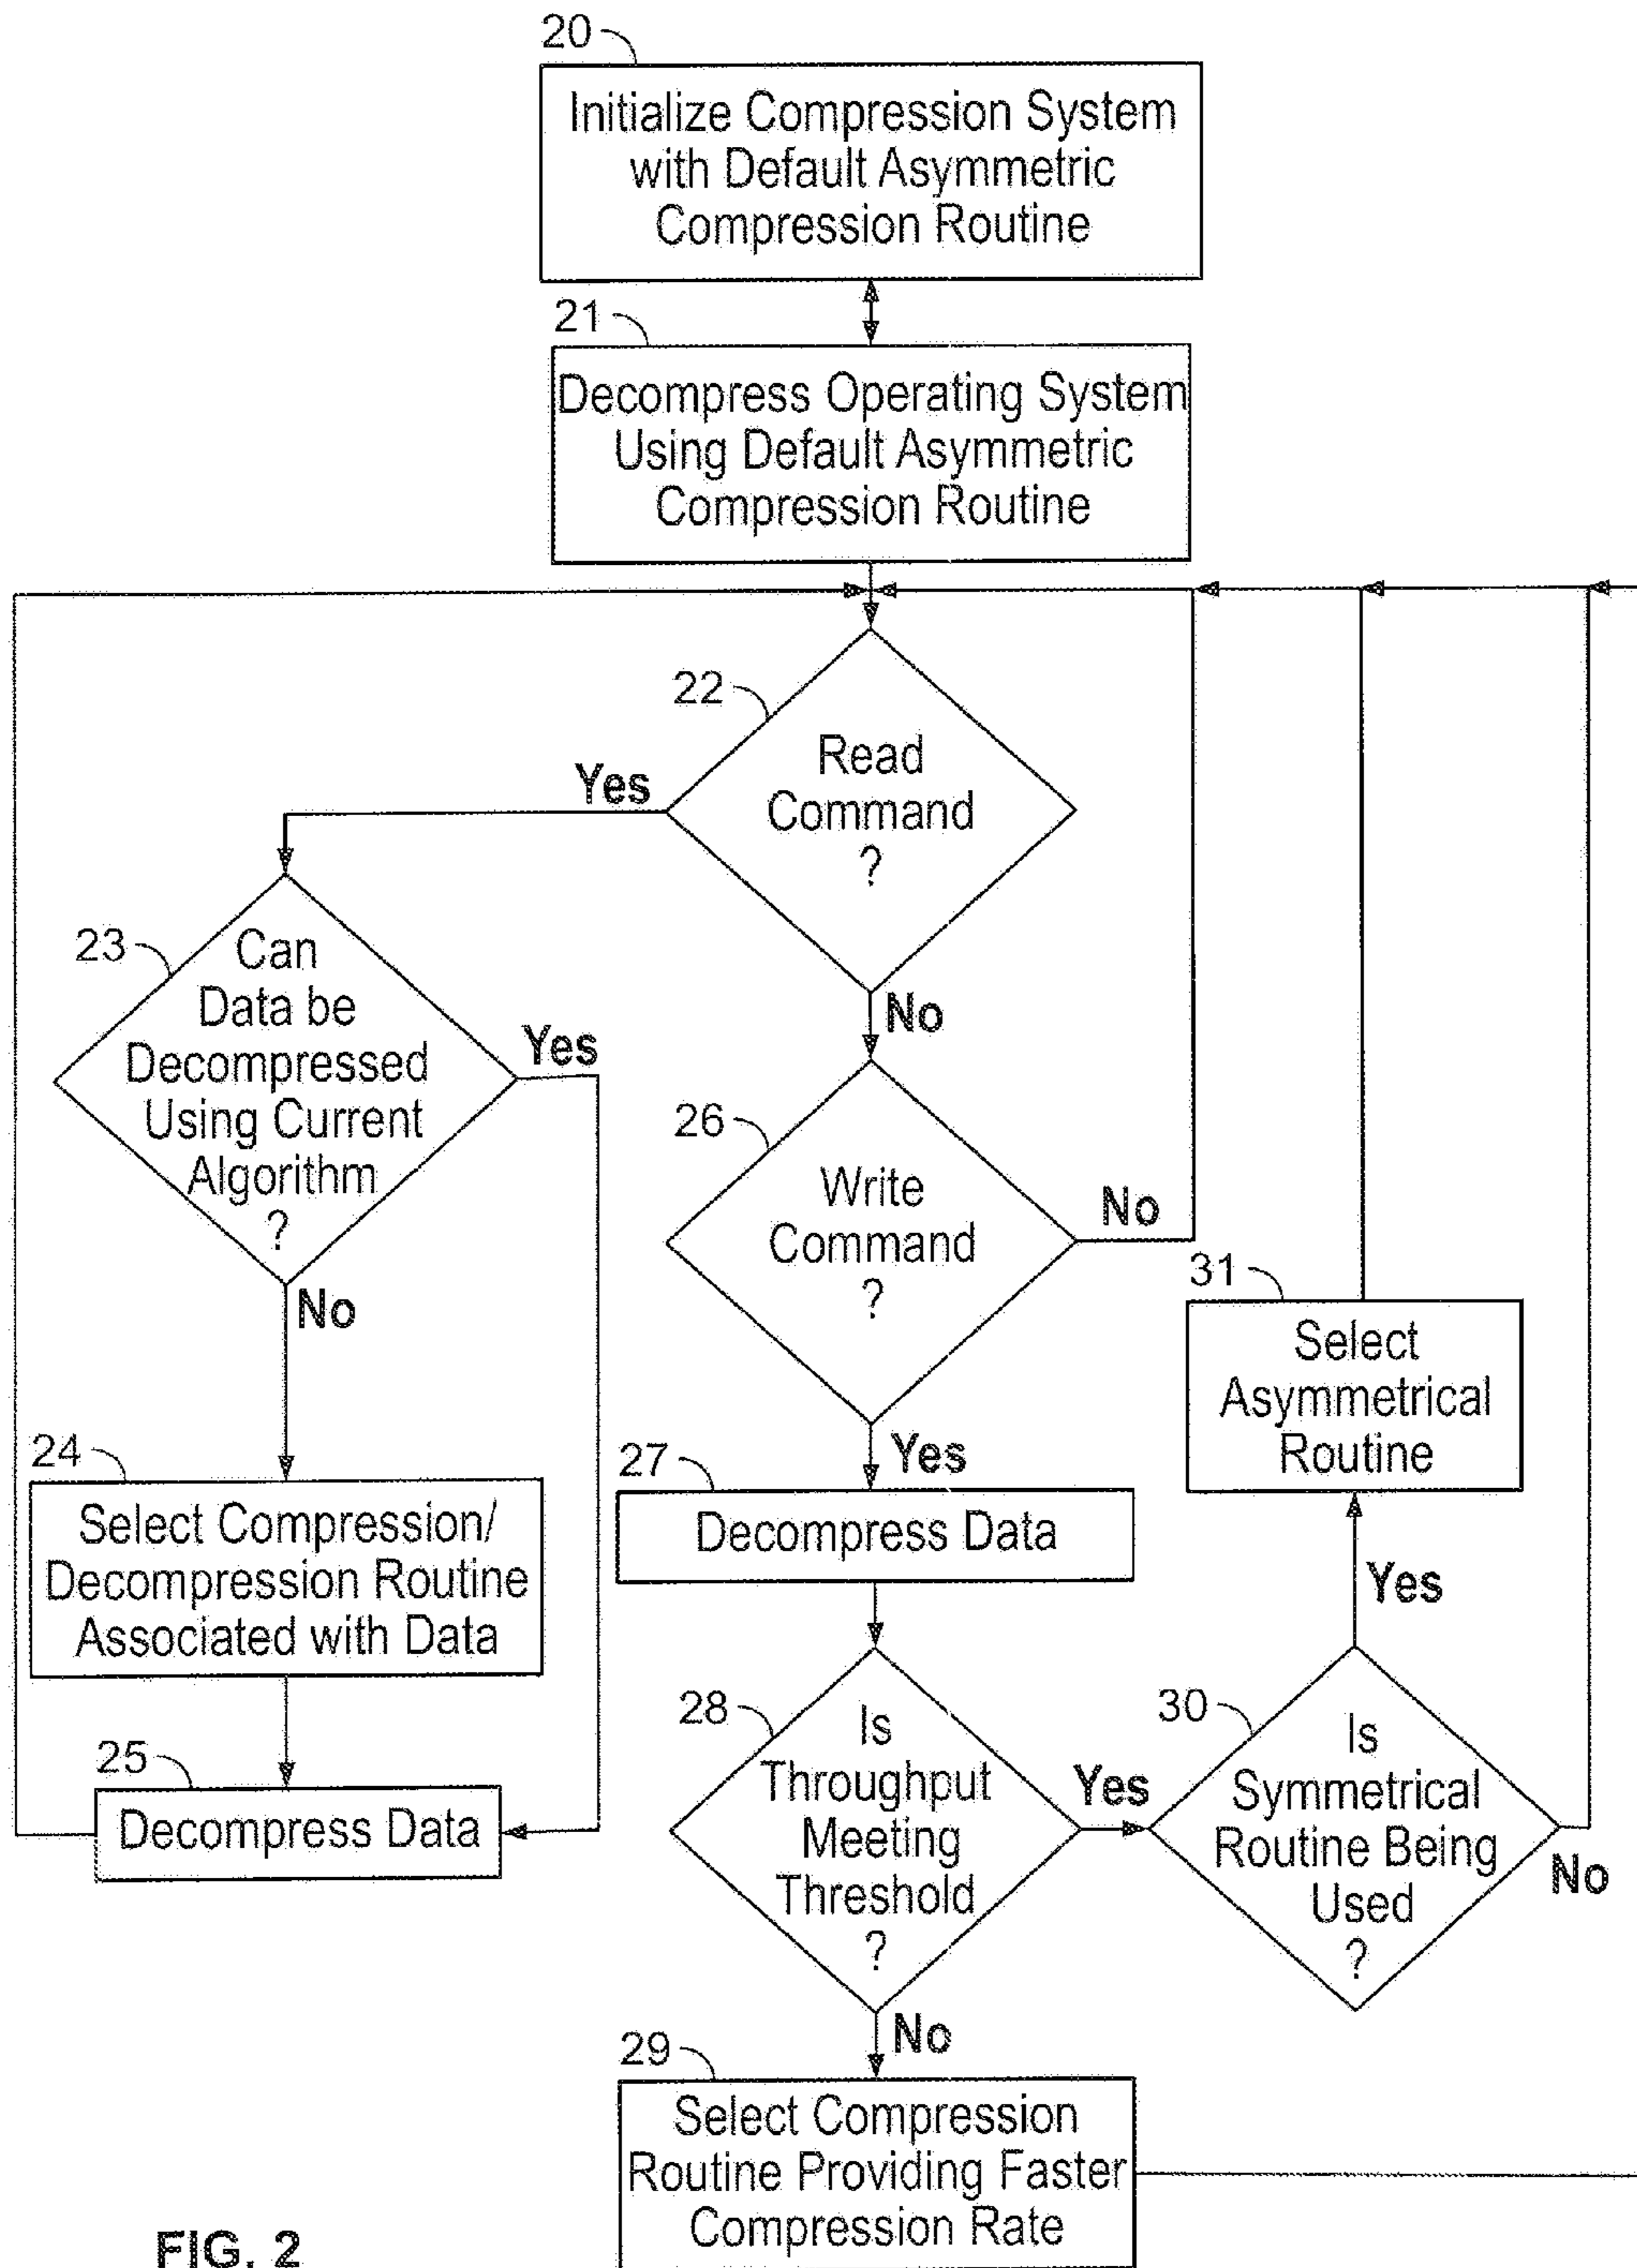 20
Initialize Compression System
with Default Asymmetric
Compression Routine
21
Decompress Operating System
Using Default Asymmetric
Compression Routine
22
Read
Command
?
Yes
No
23
Can
Data be
Decompressed
Using Current
Algorithm
?
Yes
No
24
Select Compression/
Decompression Routine
Associated with Data
25
Decompress Data
26
Write
Command
?
No
Yes
27
Decompress Data
28
Is
Throughput
Meeting
Threshold
?
Yes
No
29
Select Compression
Routine Providing Faster
Compression Rate
30
Is
Symmetrical
Routine Being
Used
?
Yes
No
31
Select
Asymmetrical
Routine
FIG. 2